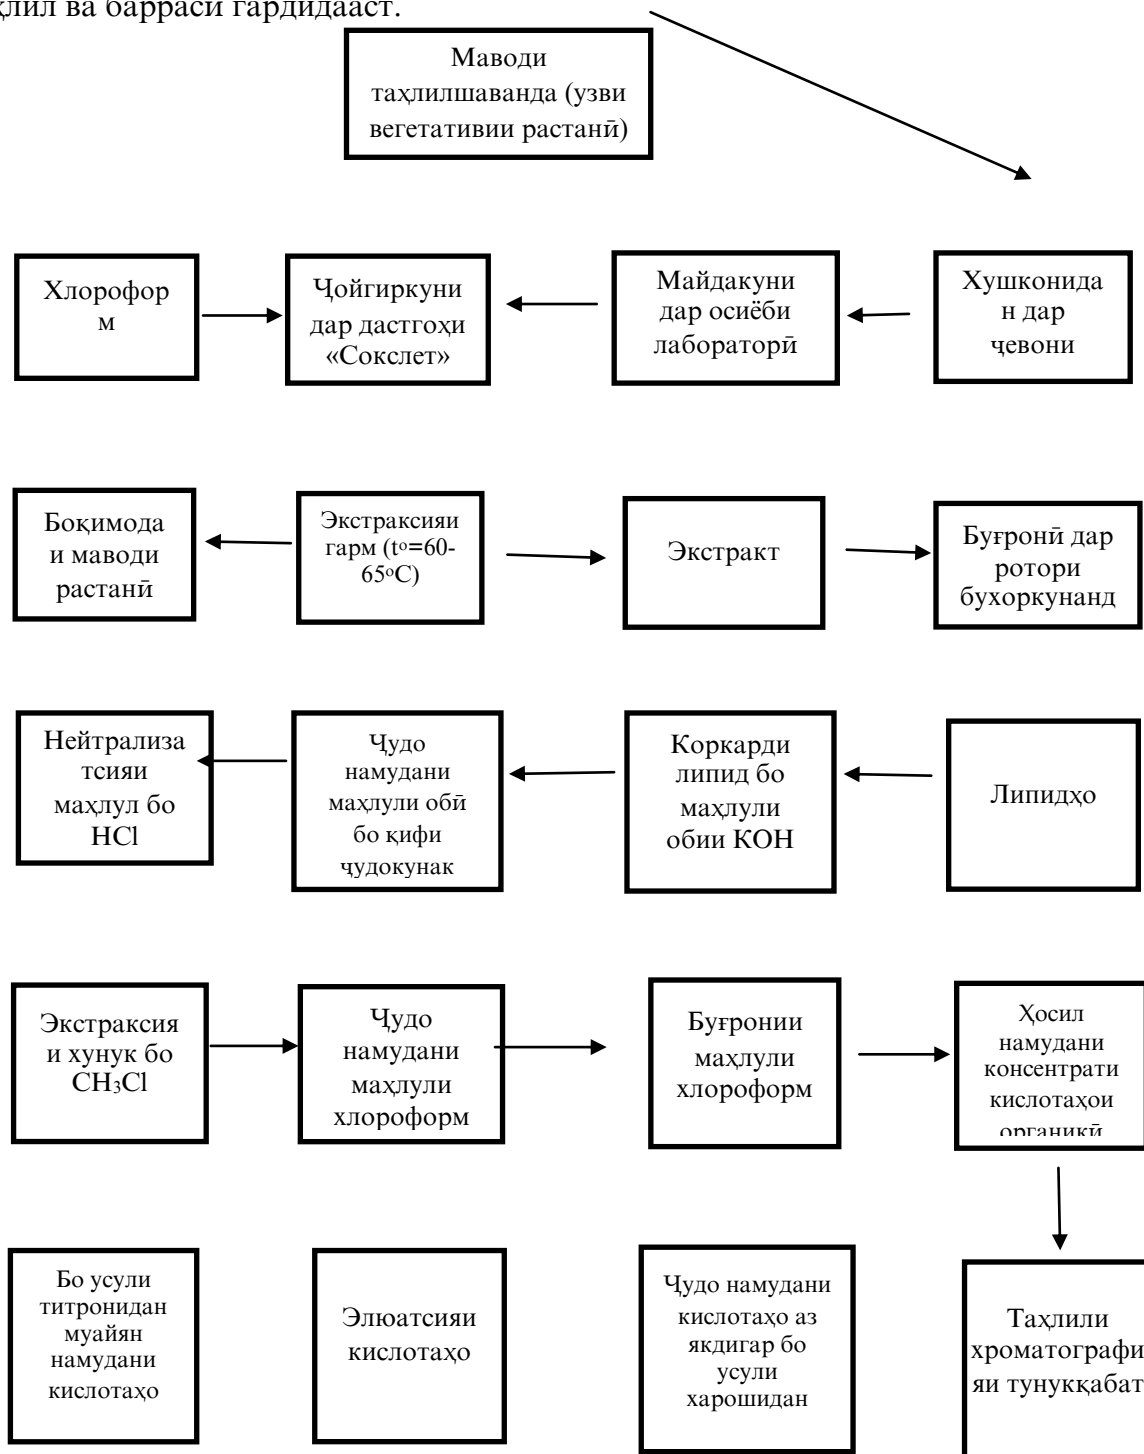 ҳлил ва баррасӣ гардидааст.
Маводи
таҳлилшаванда (узви
вегетативии растанӣ)
Хлорофор
м
Ҷойгиркуни
дар дастгоҳи
«Сокслет»
Майдакуни
дар осиёби
лабораторӣ
Хушконида
н дар
ҷевони
Боқимода
и маводи
растанӣ
Экстраксияи
гарм (tº=60-
65ºС)
Экстракт
Буғронӣ дар
ротори
бухоркунанд
Нейтрализа
тсияи
маҳлул бо
HCl
Ҷудо
намудани
маҳлули обӣ
бо қифи
ҷудокунак
Коркарди
липид бо
маҳлули
обии КОН
Липидҳо
Экстраксия
и хунук бо
CH₃Cl
Ҷудо
намудани
маҳлули
хлороформ
Буғронии
маҳлули
хлороформ
Ҳосил
намудани
консентрати
кислотаҳои
органикӣ
Бо усули
титронидан
муайян
намудани
кислотаҳо
Элюатсияи
кислотаҳо
Ҷудо намудани
кислотаҳо аз
якдигар бо
усули
харошидан
Таҳлили
хроматографи
яи тунукқабат